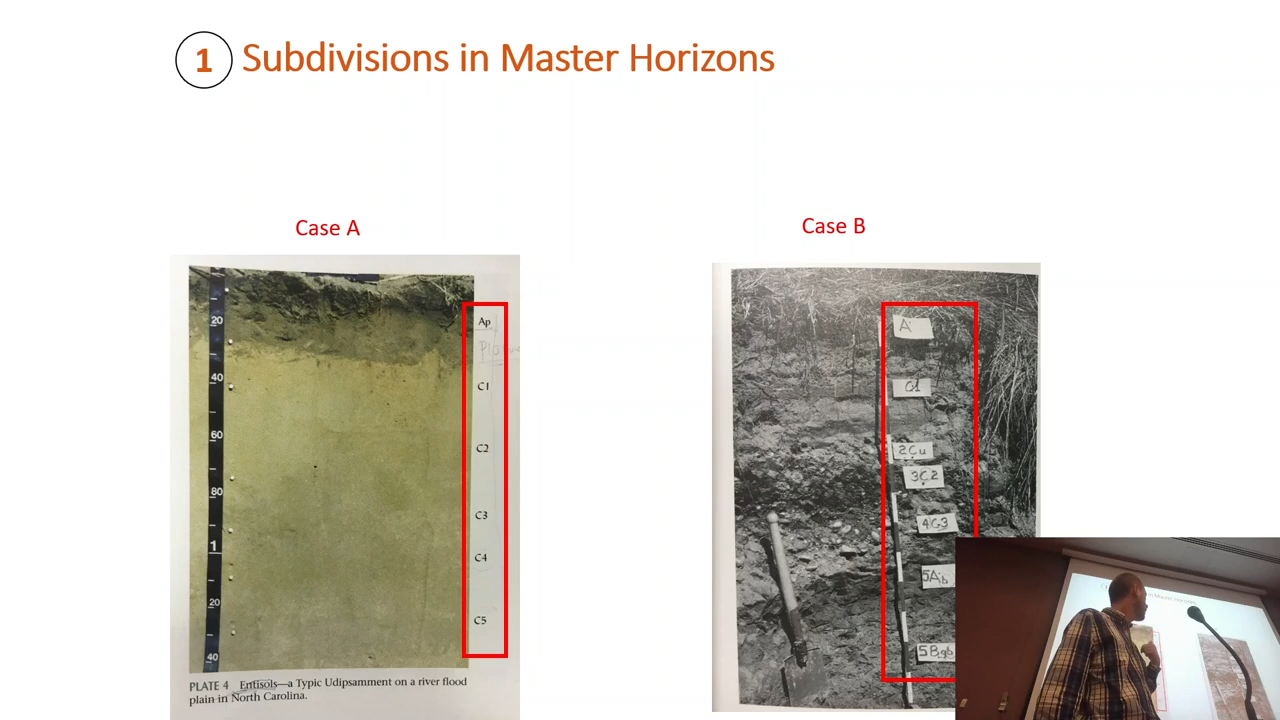 1 Subdivisions in Master Horizons
Case A
Case B
20
40
60
80
1
20
40
Ap
C1
C2
C3
C4
C5
PLATE 4 Entisols—a Typic Udipsamment on a river flood
plain in North Carolina.
A
C1
2Cu
3C2
4C3
5Ab
5Bgb